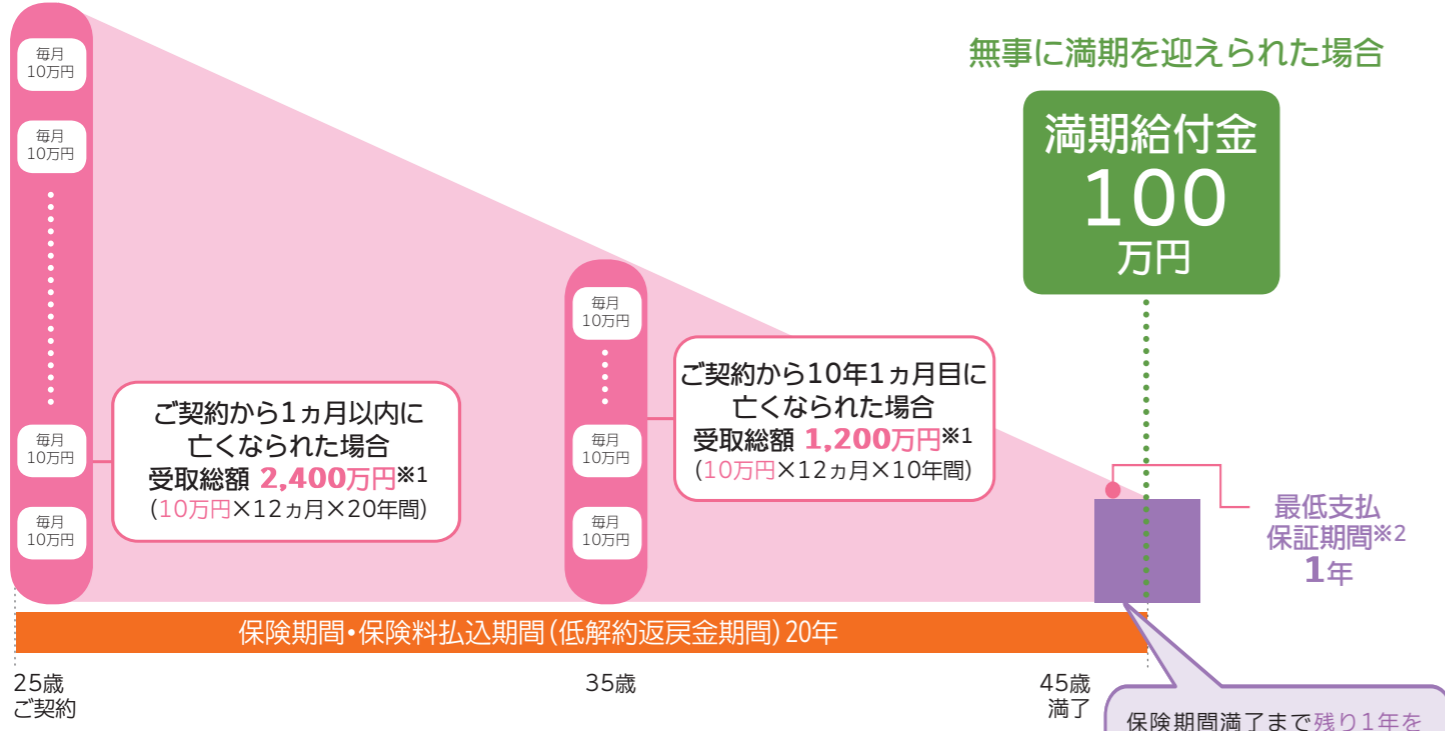 毎月
10万円
毎月
10万円
毎月
10万円
毎月
10万円
ご契約から1ヵ月以内に
亡くなられた場合
受取総額 2,400万円※1
(10万円×12ヵ月×20年間)
毎月
10万円
毎月
10万円
毎月
10万円
ご契約から10年1ヵ月目に
亡くなられた場合
受取総額 1,200万円※1
(10万円×12ヵ月×10年間)
無事に満期を迎えられた場合
満期給付金
100
万円
最低支払
保証期間※2
1年
保険期間・保険料払込期間(低解約返戻金期間)20年
25歳
ご契約
35歳
45歳
満了
保険期間満了まで残り1年を